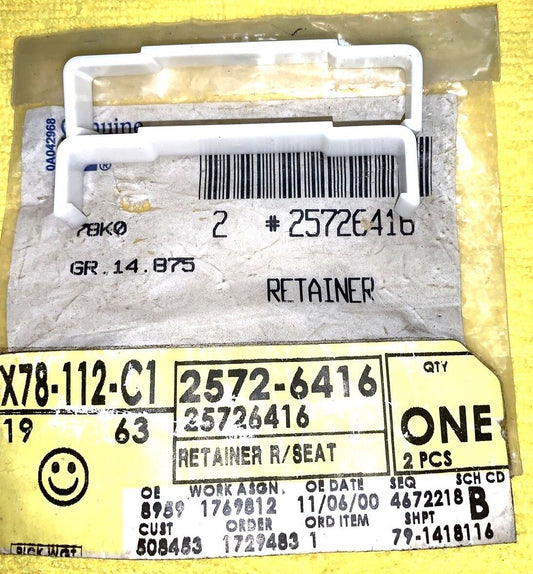 0A042968
78K0 2 # 25726416
GR. 14.875
RETAINER
X78-112-C1 2572-6416 QTY
19 63 25726416 ONE
RETAINER R/SEAT 2 PCS
OE WORK ASGN. OE DATE SEQ SCH CD
8959 1769812 11/06/00 4672218 B
CUST ORDER ORD ITEM SHPT
508453 1729483 1 79-1418116